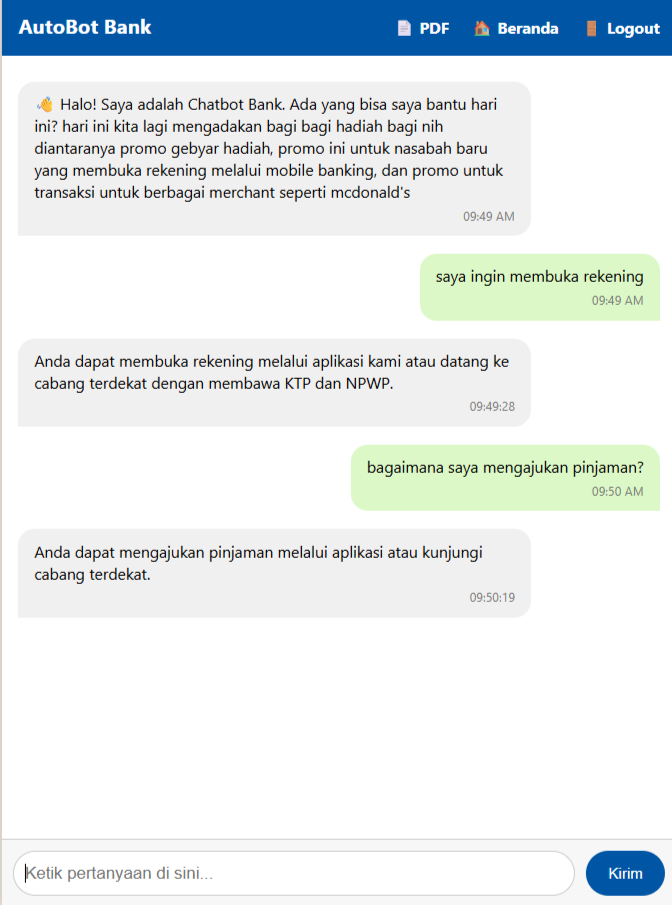 AutoBot Bank
PDF Beranda Logout
Halo! Saya adalah Chatbot Bank. Ada yang bisa saya bantu hari
ini? hari ini kita lagi mengadakan bagi bagi hadiah bagi nih
diantaranya promo gebyar hadiah, promo ini untuk nasabah baru
yang membuka rekening melalui mobile banking, dan promo untuk
transaksi untuk berbagai merchant seperti mcdonald's
09:49 AM
saya ingin membuka rekening
09:49 AM
Anda dapat membuka rekening melalui aplikasi kami atau datang ke
cabang terdekat dengan membawa KTP dan NPWP.
09:49:28
bagaimana saya mengajukan pinjaman?
09:50 AM
Anda dapat mengajukan pinjaman melalui aplikasi atau kunjungi
cabang terdekat.
09:50:19
Ketik pertanyaan di sini...
Kirim